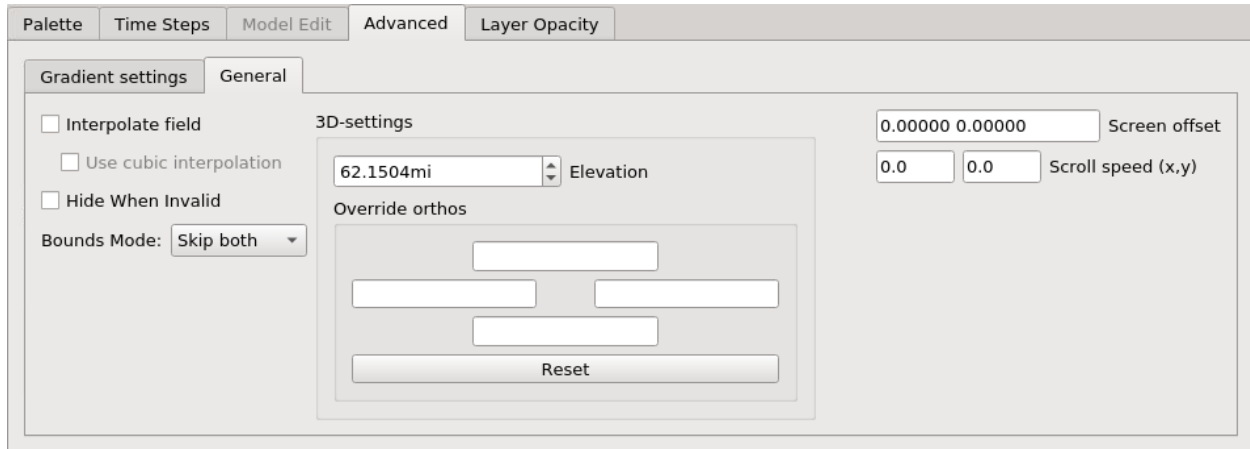 Palette Time Steps Model Edit Advanced Layer Opacity
Gradient settings General
Interpolate field
Use cubic interpolation
Hide When Invalid
Bounds Mode: Skip both
3D-settings
62.1504mi Elevation
Override orthos
Reset
0.00000 0.00000 Screen offset
0.0 0.0 Scroll speed (x,y)